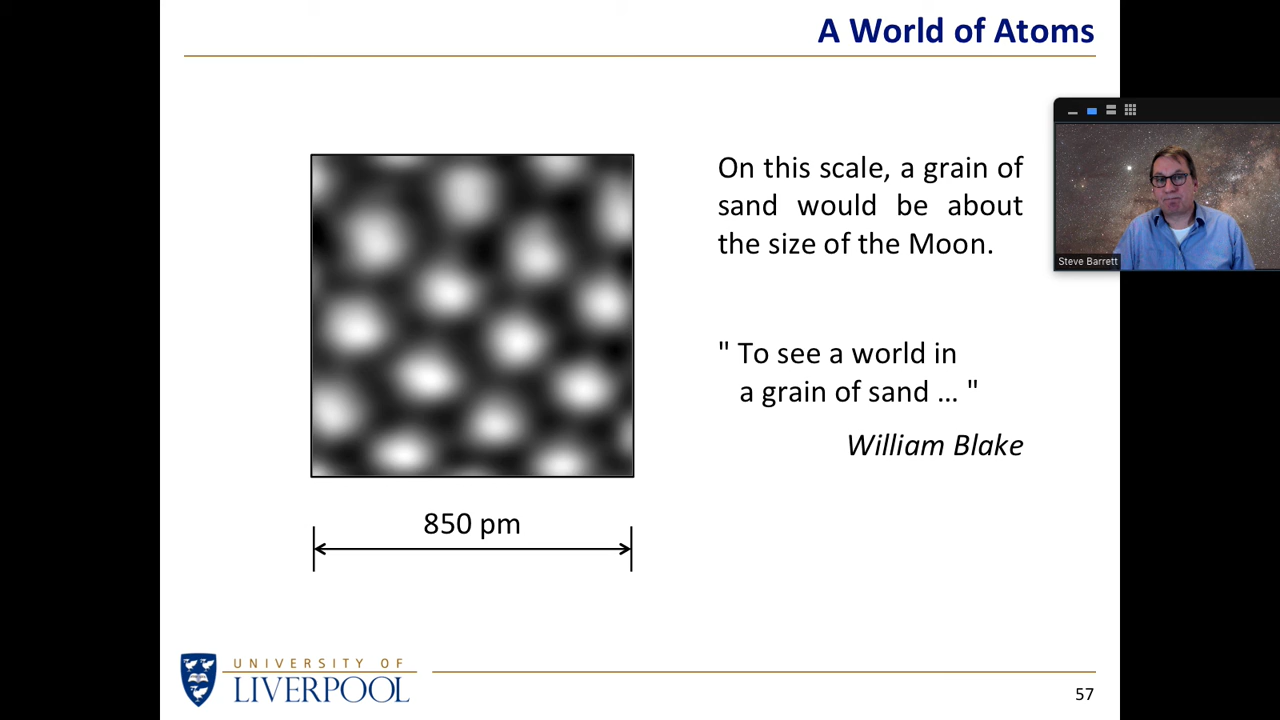 A World of Atoms
On this scale, a grain of
sand would be about
the size of the Moon.
Steve Barrett
" To see a world in
a grain of sand ... "
William Blake
850 pm
UNIVERSITY OF
LIVERPOOL
57